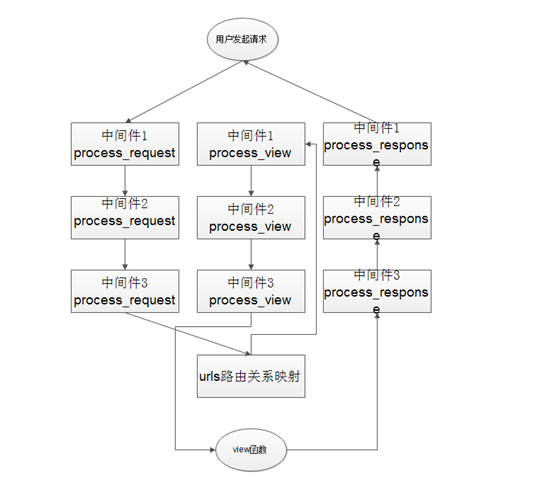 用户发起请求
中间件1
process_request
中间件1
process_view
中间件1
process_respons
e
中间件2
process_request
中间件2
process_view
中间件2
process_respons
e
中间件3
process_request
中间件3
process_view
中间件3
process_respons
e
urls路由关系映射
view函数